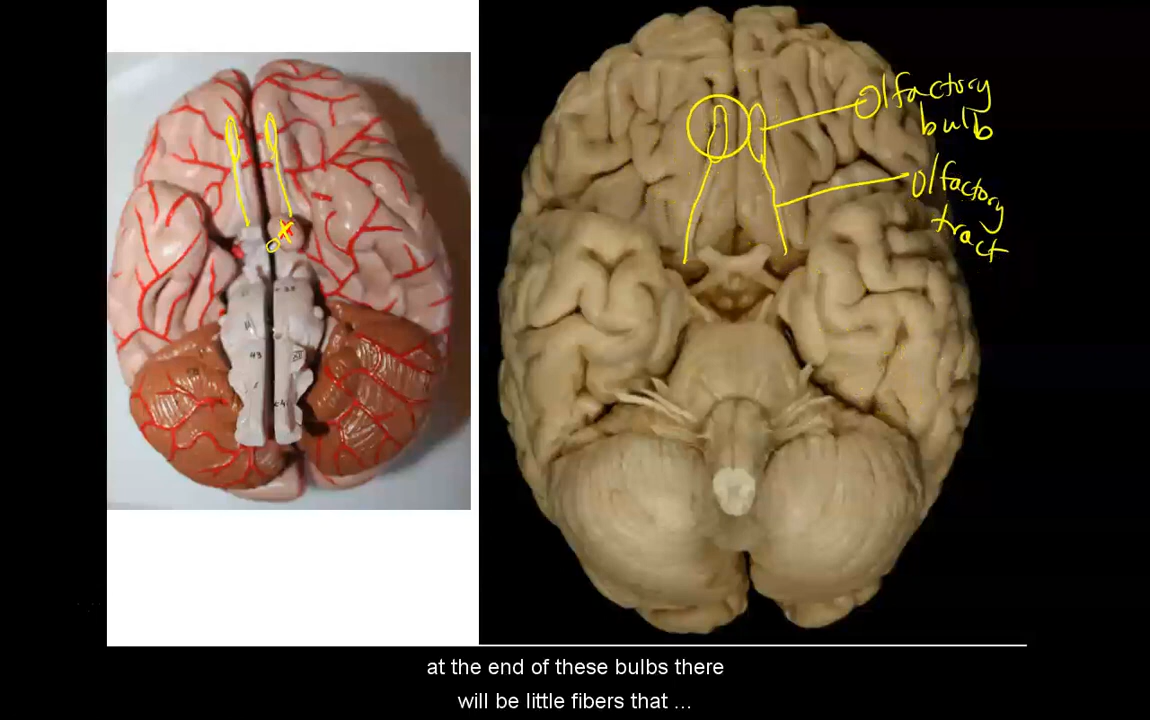 Olfactory
bulb
Olfactory
tract
at the end of these bulbs there
will be little fibers that ...